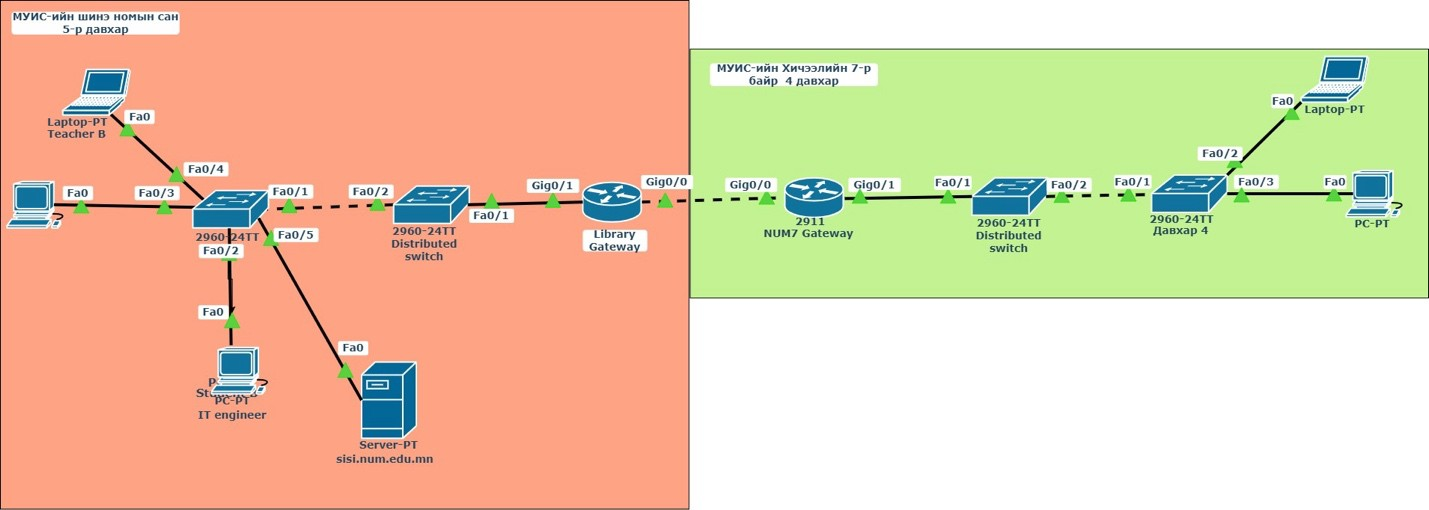 МУИС-ийн шинэ номын сан
5-р давхар
Laptop-PT
Teacher B
Fa0
Fa0/4
Fa0
Fa0/3
2960-24TT
Fa0/1
Fa0/2
Fa0/5
Fa0
PC-PT
IT engineer
Fa0
Server-PT
sisi.num.edu.mn
Fa0/2
2960-24TT
Distributed
switch
Fa0/1
Gig0/1
Library
Gateway
Gig0/0
МУИС-ийн Хичээлийн 7-р
байр 4 давхар
Gig0/0
2911
NUM7 Gateway
Gig0/1
Fa0/1
2960-24TT
Distributed
switch
Fa0/2
Fa0/1
2960-24TT
Давхар 4
Fa0/2
Fa0
Laptop-PT
Fa0/3
Fa0
PC-PT